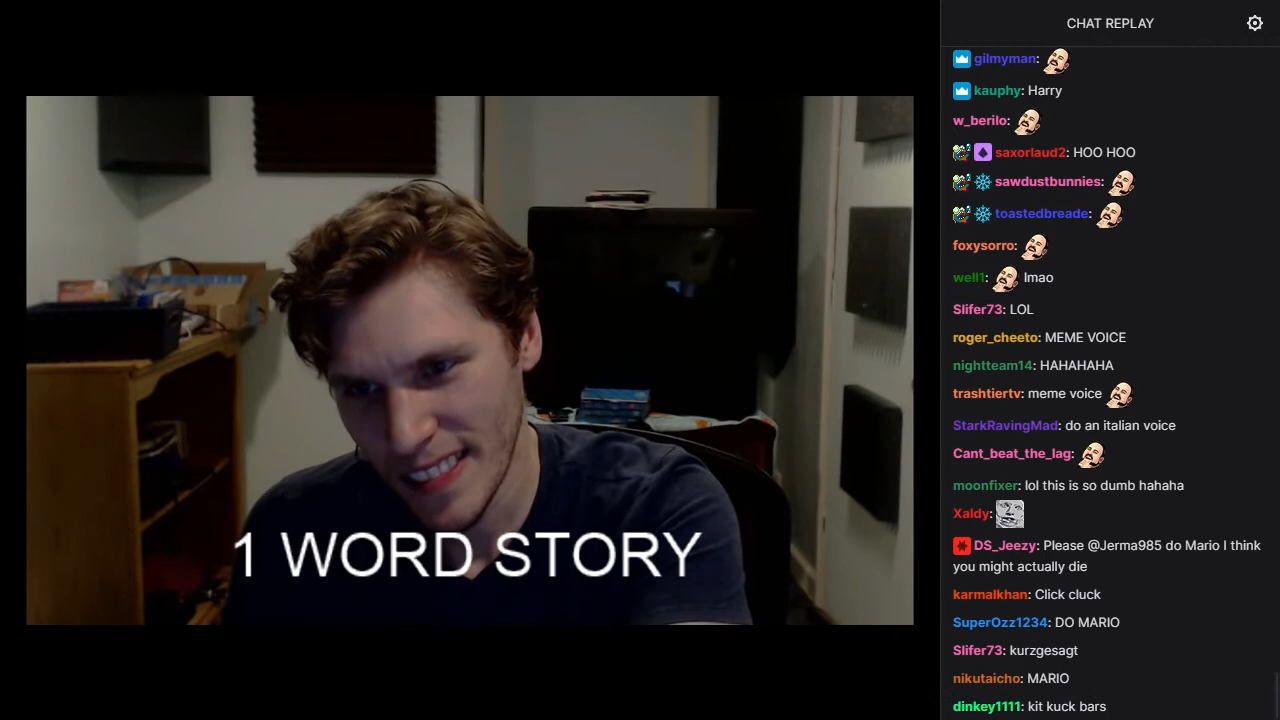 CHAT REPLAY
gilmyman:
kauphy: Harry
w_berilo:
saxorlaud2: HOO HOO
sawdustbunnies:
toastedbreade:
foxysorro:
well1: lmao
Slifer73: LOL
roger_cheeto: MEME VOICE
nightteam14: HAHAHAHA
trashtiertv: meme voice
StarkRavingMad: do an italian voice
Cant_beat_the_lag:
moonfixer: lol this is so dumb hahaha
Xaldy:
DS_Jeezy: Please @Jerma985 do Mario I think
you might actually die
karmalkhan: Click cluck
SuperOzz1234: DO MARIO
Slifer73: kurzgesagt
nikutaicho: MARIO
dinkey1111: kit kuck bars
1 WORD STORY